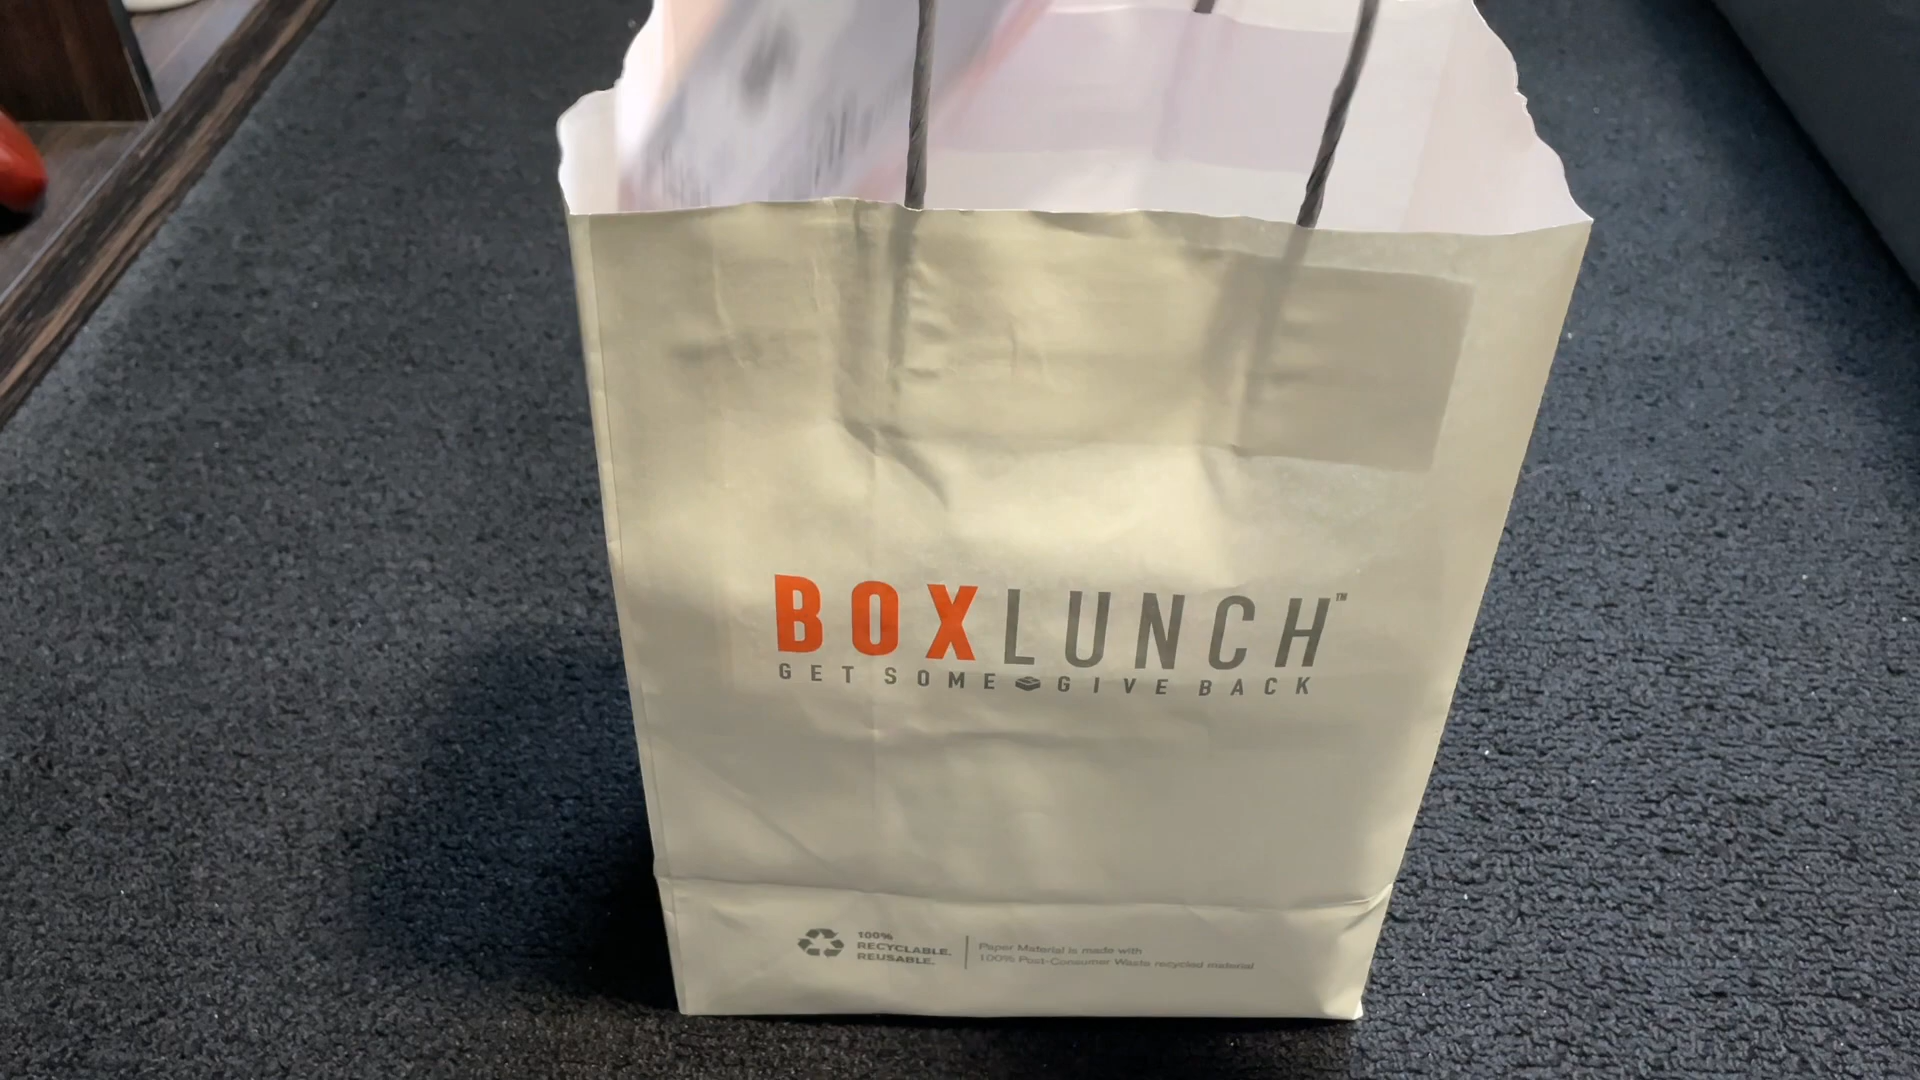 BOXLUNCH™
GET SOME GIVE BACK
100%
RECYCLABLE.
REUSABLE.
Paper Material is made with
100% Post-Consumer Waste recycled material